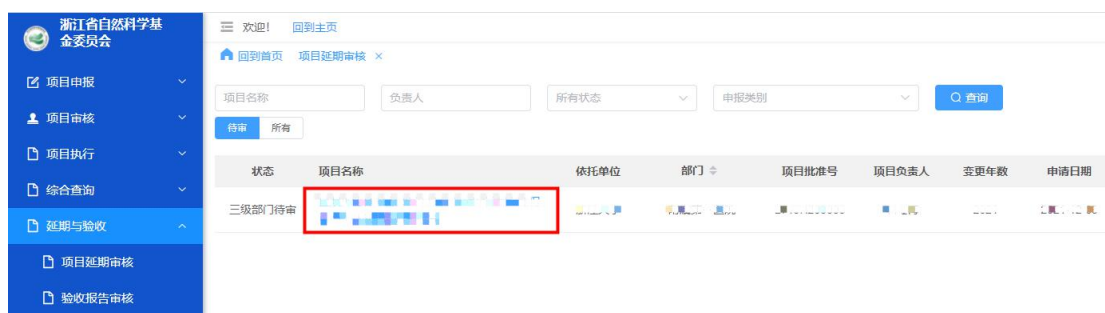 浙江省自然科学基
金委员会
欢迎! 回到主页
回到首页 项目延期审核 ×
项目申报
项目审核
项目执行
综合查询
延期与验收
项目延期审核
验收报告审核
项目名称 负责人 所有状态 申报类别 查询
待审 所有
状态 项目名称 依托单位 部门 项目批准号 项目负责人 变更年数 申请日期
三级部门待审